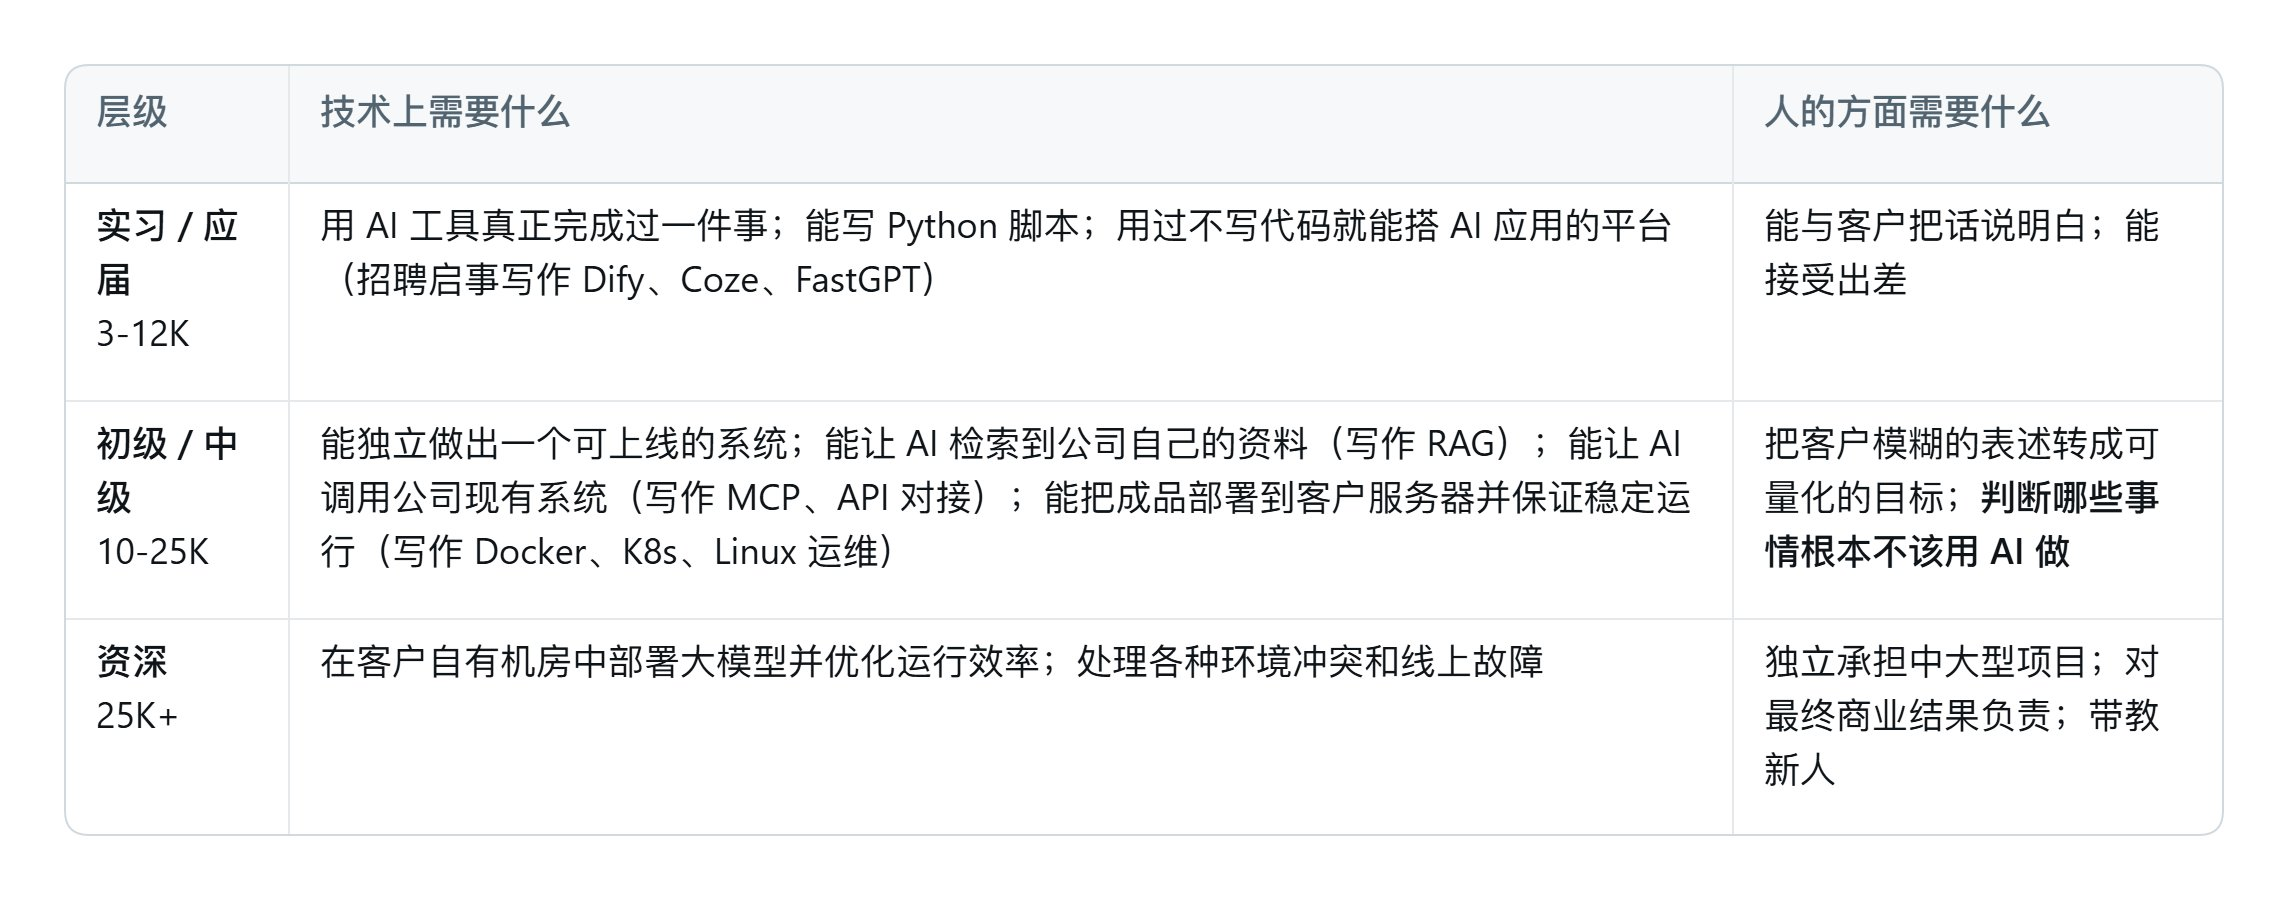 层级
技术上需要什么
人的方面需要什么
实习 / 应
届
3-12K
用 AI 工具真正完成过一件事；能写 Python 脚本；用过不写代码就能搭 AI 应用的平台
（招聘启事写作 Dify、Coze、FastGPT）
能与客户把话说明白；能
接受出差
初级 / 中
级
10-25K
能独立做出一个可上线的系统；能让 AI 检索到公司自己的资料（写作 RAG）；能让 AI
调用公司现有系统（写作 MCP、API 对接）；能把成品部署到客户服务器并保证稳定运
行（写作 Docker、K8s、Linux 运维）
把客户模糊的表述转成可
量化的目标；判断哪些事
情根本不该用 AI 做
资深
25K+
在客户自有机房中部署大模型并优化运行效率；处理各种环境冲突和线上故障
独立承担中大型项目；对
最终商业结果负责；带教
新人